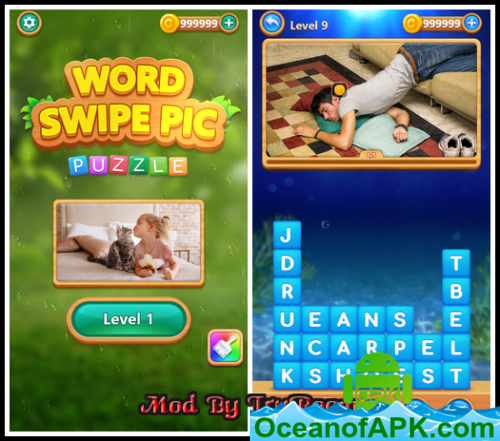 999999
WORD
SWIPE PIC
PUZZLE
Level 1
Level 9
999999
J
D T
R B
U E A N S E
N C A R P E L
K S H E S T
Mod By
OceanofAPK.com